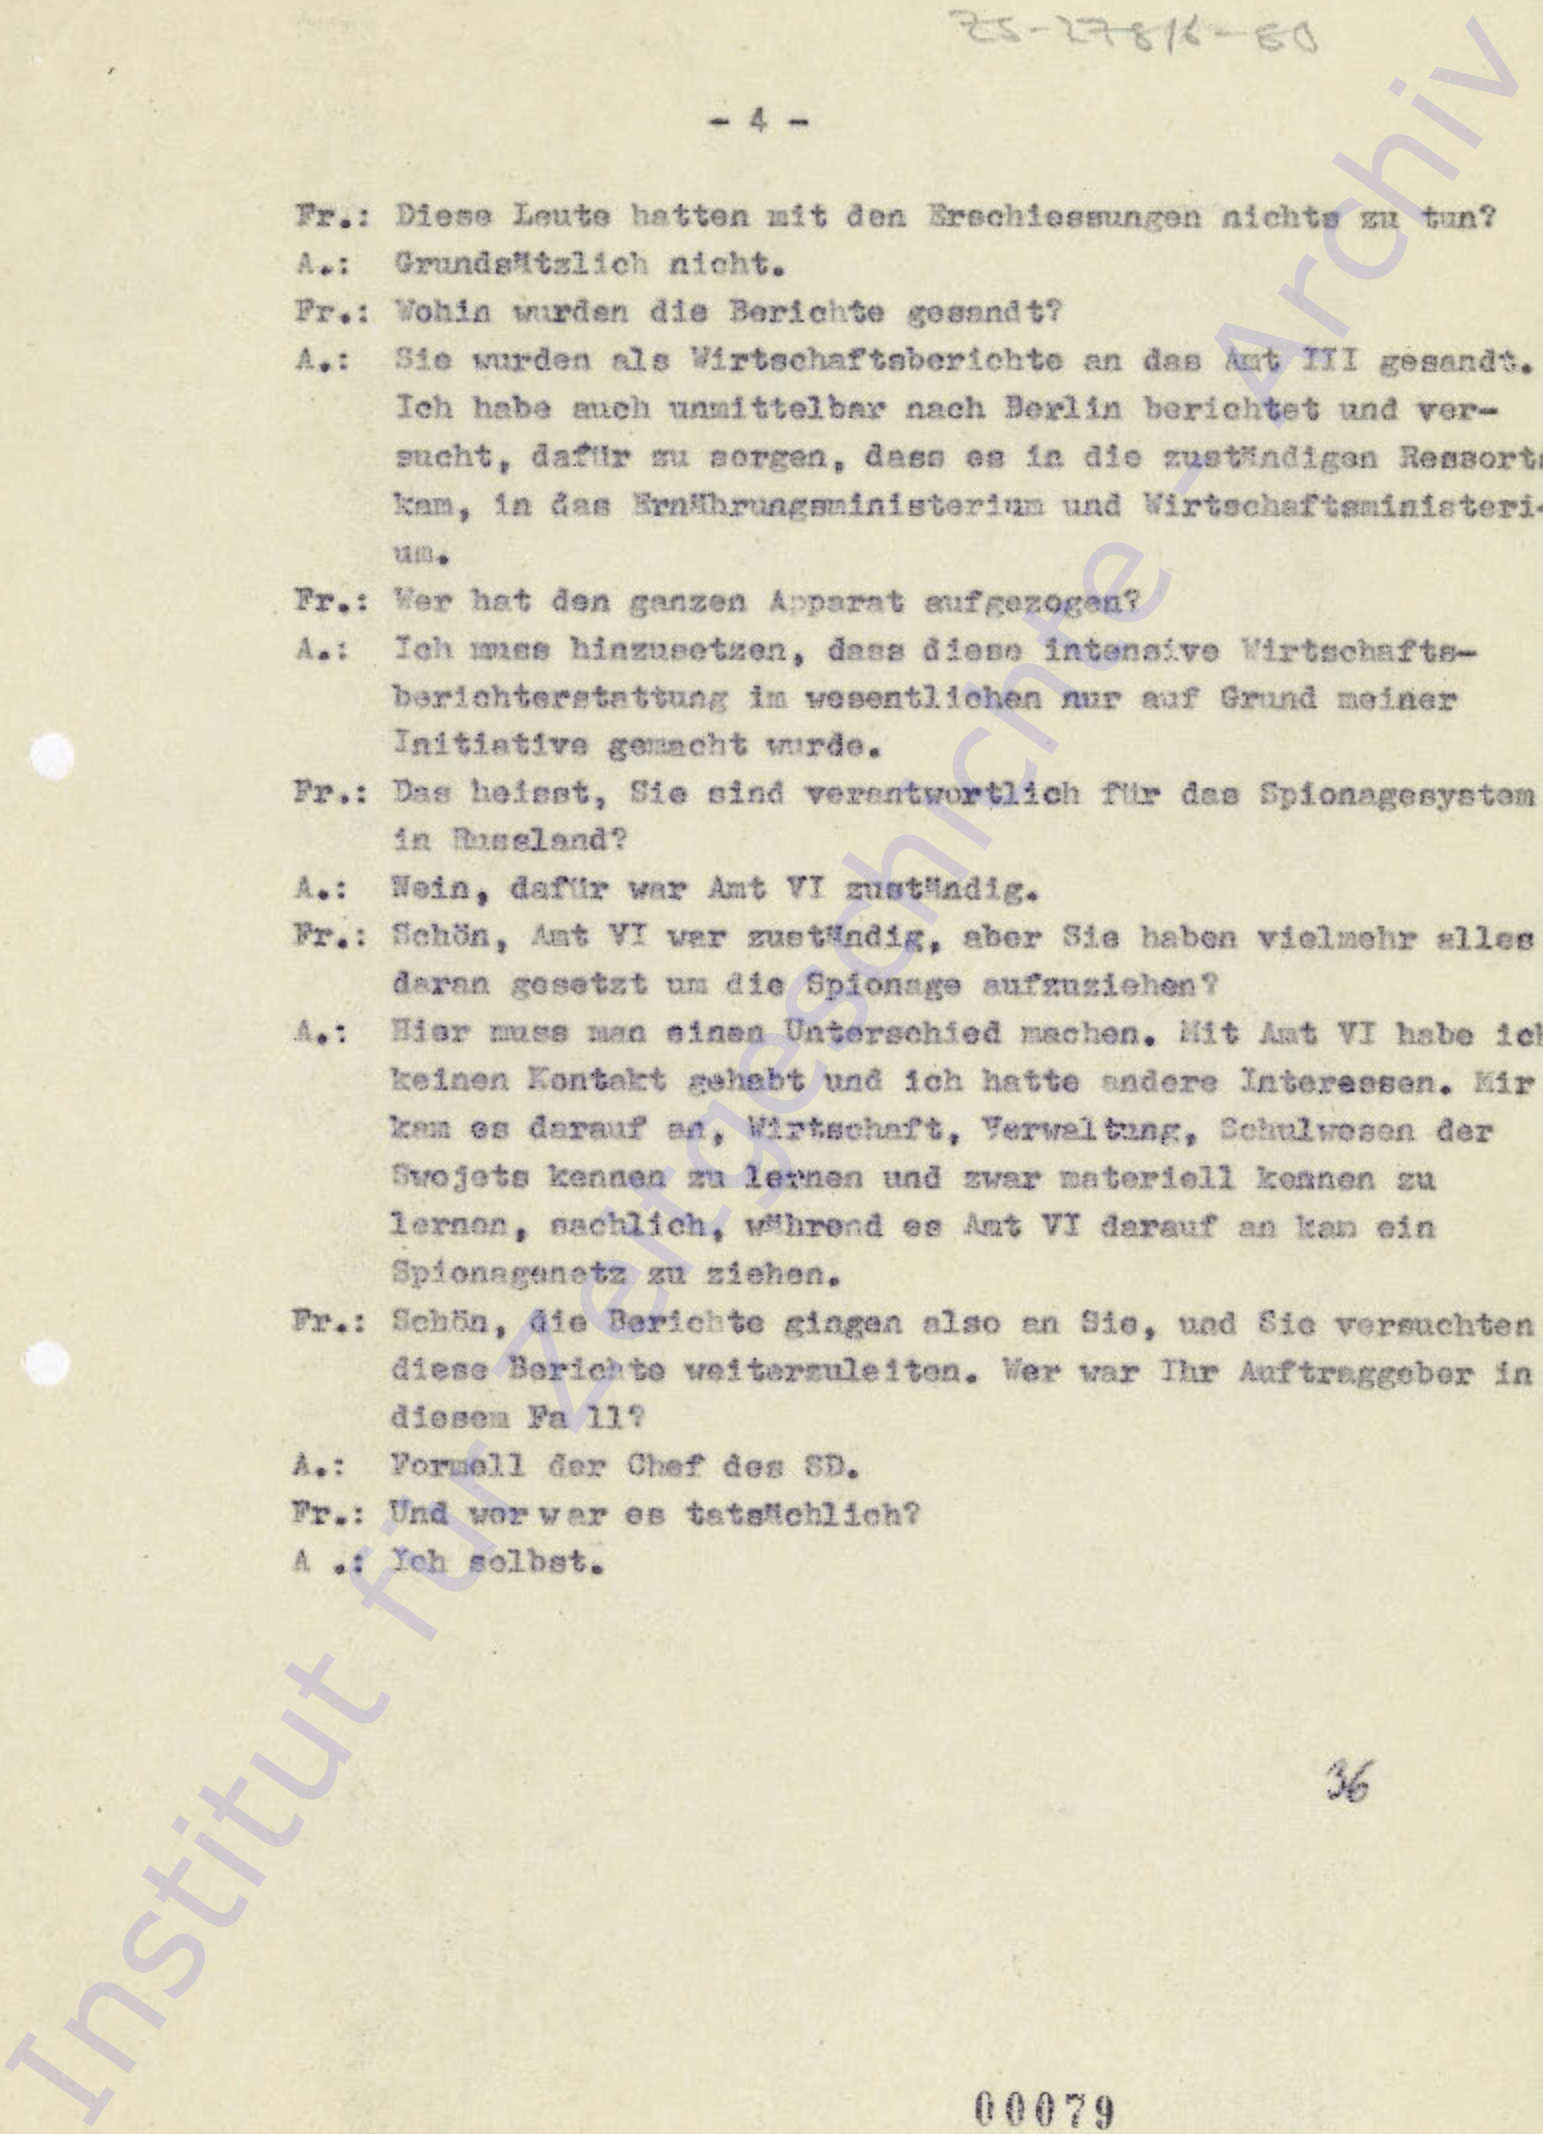 ZS-278/6-80
- 4 -
Fr.: Diese Leute hatten mit den Erschiessungen nichts zu tun?
A.: Grundsätzlich nicht.
Fr.: Wohin wurden die Berichte gesandt?
A.: Sie wurden als Wirtschaftsberichte an das Amt III gesandt.
Ich habe auch unmittelbar nach Berlin berichtet und ver-
sucht, dafür zu sorgen, dass es in die zuständigen Ressorts
kam, in das Ernährungsministerium und Wirtschaftsministeri-
um.
Fr.: Wer hat den ganzen Apparat aufgezogen?
A.: Ich muss hinzusetzen, dass diese intensive Wirtschafts-
berichterstattung im wesentlichen nur auf Grund meiner
Initiative gemacht wurde.
Fr.: Das heisst, Sie sind verantwortlich für das Spionagesystem
in Russland?
A.: Nein, dafür war Amt VI zuständig.
Fr.: Schön, Amt VI war zuständig, aber Sie haben vielmehr alles
daran gesetzt um die Spionage aufzuziehen?
A.: Hier muss man einen Unterschied machen. Mit Amt VI habe ich
keinen Kontakt gehabt und ich hatte andere Interessen. Mir
kam es darauf an, Wirtschaft, Verwaltung, Schulwesen der
Swojets kennen zu lernen und zwar materiell kennen zu
lernen, sachlich, während es Amt VI darauf an kam ein
Spionagenetz zu ziehen.
Fr.: Schön, die Berichte gingen also an Sie, und Sie versuchten
diese Berichte weiterzuleiten. Wer war Ihr Auftraggeber in
diesem Fa ll?
A.: Formell der Chef des SD.
Fr.: Und wer war es tatsächlich?
A .: Ich selbst.
36
00079
Institut für Zeitgeschichte - Archiv